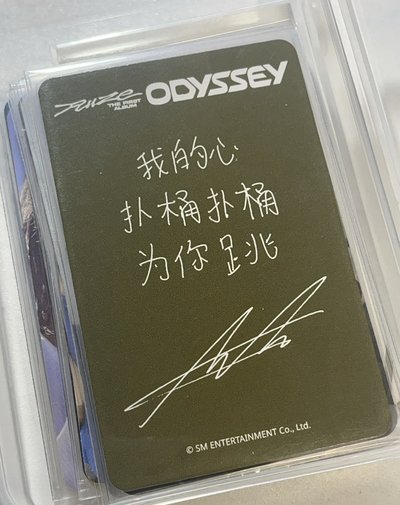 RIIZE THE FIRST ALBUM ODYSSEY
我的心
扑桶扑桶
为你跳
© SM ENTERTAINMENT Co., Ltd.